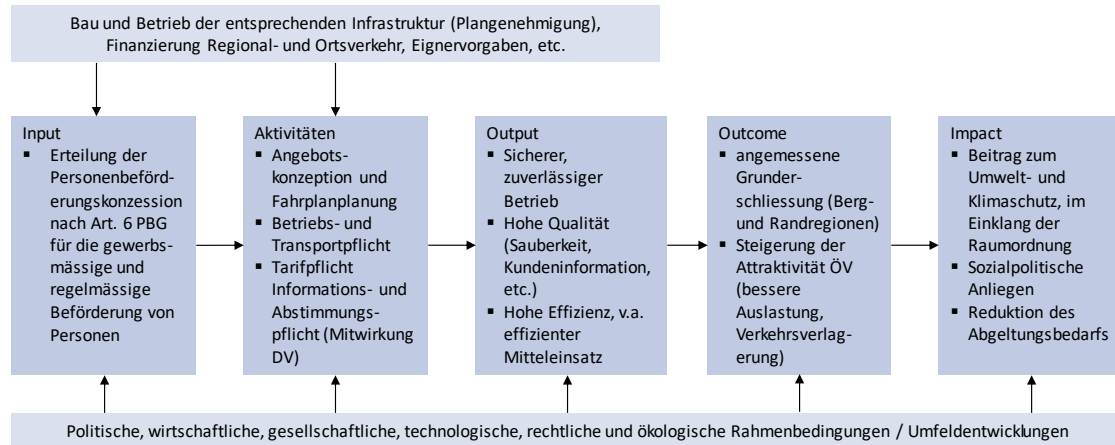 Bau und Betrieb der entsprechenden Infrastruktur (Plangenehmigung),
Finanzierung Regional- und Ortsverkehr, Eignervorgaben, etc.
Input
▪ Erteilung der
Personenbeförd-
erungskonzession
nach Art. 6 PBG
für die gewerbs-
mässige und
regelmässige
Beförderung von
Personen
Aktivitäten
▪ Angebots-
konzeption und
Fahrplanplanung
▪ Betriebs- und
Transportpflicht
▪ Tarifpflicht
Informations- und
Abstimmungs-
pflicht (Mitwirkung
DV)
Output
▪ Sicherer,
zuverlässiger
Betrieb
▪ Hohe Qualität
(Sauberkeit,
Kundeninformation,
etc.)
▪ Hohe Effizienz, v.a.
effizienter
Mitteleinsatz
Outcome
▪ angemessene
Grunder-
schliessung (Berg-
und Randregionen)
▪ Steigerung der
Attraktivität ÖV
(bessere
Auslastung,
Verkehrsverlag-
erung)
Impact
▪ Beitrag zum
Umwelt- und
Klimaschutz, im
Einklang der
Raumordnung
▪ Sozialpolitische
Anliegen
▪ Reduktion des
Abgeltungsbedarfs
Politische, wirtschaftliche, gesellschaftliche, technologische, rechtliche und ökologische Rahmenbedingungen / Umfeldentwicklungen